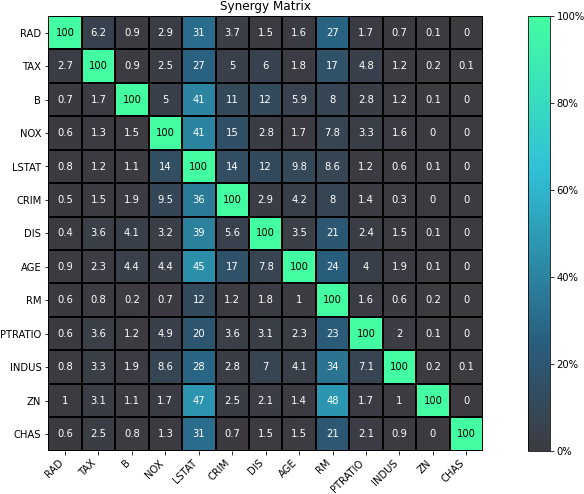 Synergy Matrix
RAD 100 6.2 0.9 2.9 31 3.7 1.5 1.6 27 1.7 0.7 0.1 0
TAX 2.7 100 0.9 2.5 27 5 6 1.8 17 4.8 1.2 0.2 0.1
B 0.7 1.7 100 5 41 11 12 5.9 8 2.8 1.2 0.1 0
NOX 0.6 1.3 1.5 100 41 15 2.8 1.7 7.8 3.3 1.6 0 0
LSTAT 0.8 1.2 1.1 14 100 14 12 9.8 8.6 1.2 0.6 0.1 0
CRIM 0.5 1.5 1.9 9.5 36 100 2.9 4.2 8 1.4 0.3 0 0
DIS 0.4 3.6 4.1 3.2 39 5.6 100 3.5 21 2.4 1.5 0.1 0
AGE 0.9 2.3 4.4 4.4 45 17 7.8 100 24 4 1.9 0.1 0
RM 0.6 0.8 0.2 0.7 12 1.2 1.8 1 100 1.6 0.6 0.2 0
PTRATIO 0.6 3.6 1.2 4.9 20 3.6 3.1 2.3 23 100 2 0.1 0
INDUS 0.8 3.3 1.9 8.6 28 2.8 7 4.1 34 7.1 100 0.2 0.1
ZN 1 3.1 1.1 1.7 47 2.5 2.1 1.4 48 1.7 1 100 0
CHAS 0.6 2.5 0.8 1.3 31 0.7 1.5 1.5 21 2.1 0.9 0 100
RAD TAX B NOX LSTAT CRIM DIS AGE RM PTRATIO INDUS ZN CHAS
100%
80%
60%
40%
20%
0%